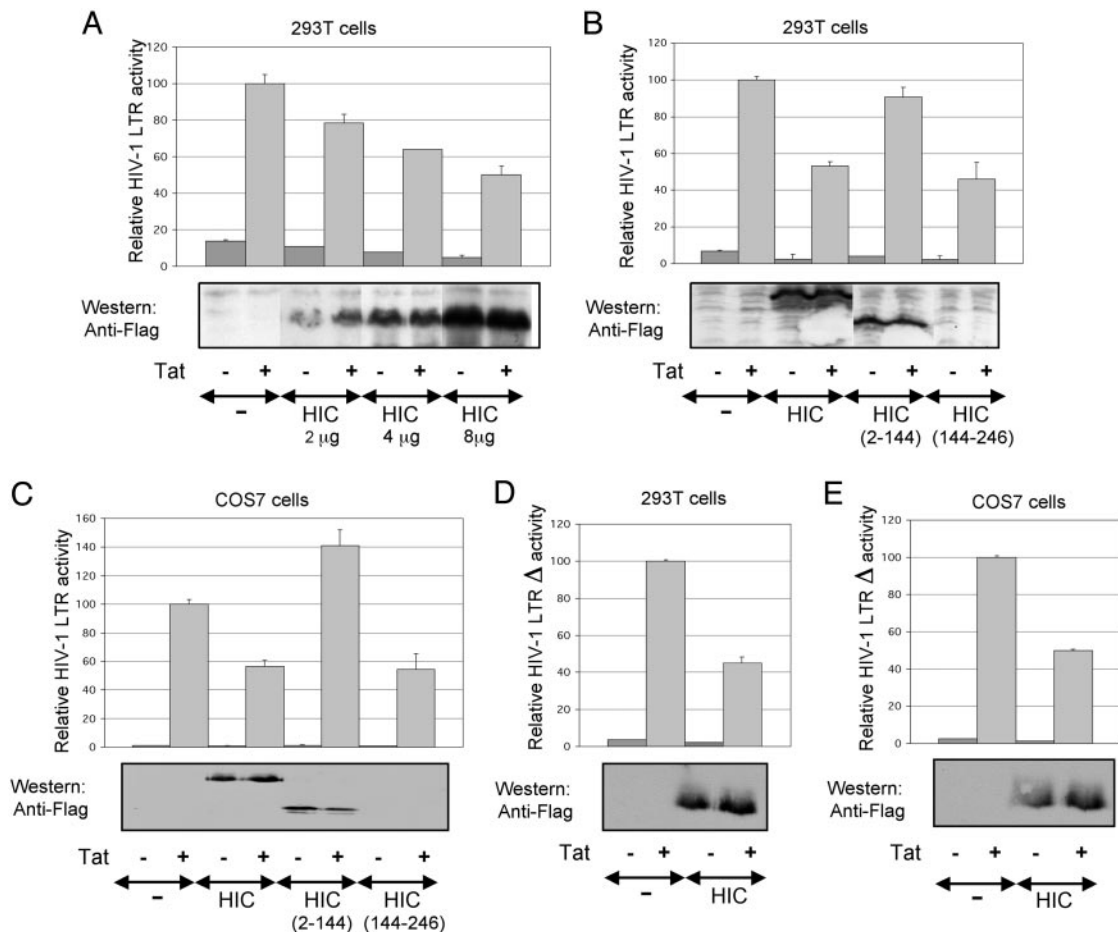 A
293T cells
Relative HIV-1 LTR activity
120
100
80
60
40
20
0
Western:
Anti-Flag
Tat - + - + - + - +
– HIC HIC HIC
2 μg 4 μg 8μg
B
293T cells
Relative HIV-1 LTR activity
120
100
80
60
40
20
0
Western:
Anti-Flag
Tat - + - + - + - +
– HIC HIC HIC
(2-144) (144-246)
C
COS7 cells
Relative HIV-1 LTR activity
160
140
120
100
80
60
40
20
0
Western:
Anti-Flag
Tat - + - + - + - +
– HIC HIC HIC
(2-144) (144-246)
D
293T cells
Relative HIV-1 LTR Δ activity
120
100
80
60
40
20
0
Western:
Anti-Flag
Tat - + - +
– HIC
E
COS7 cells
Relative HIV-1 LTR Δ activity
120
100
80
60
40
20
0
Western:
Anti-Flag
Tat - + - +
– HIC